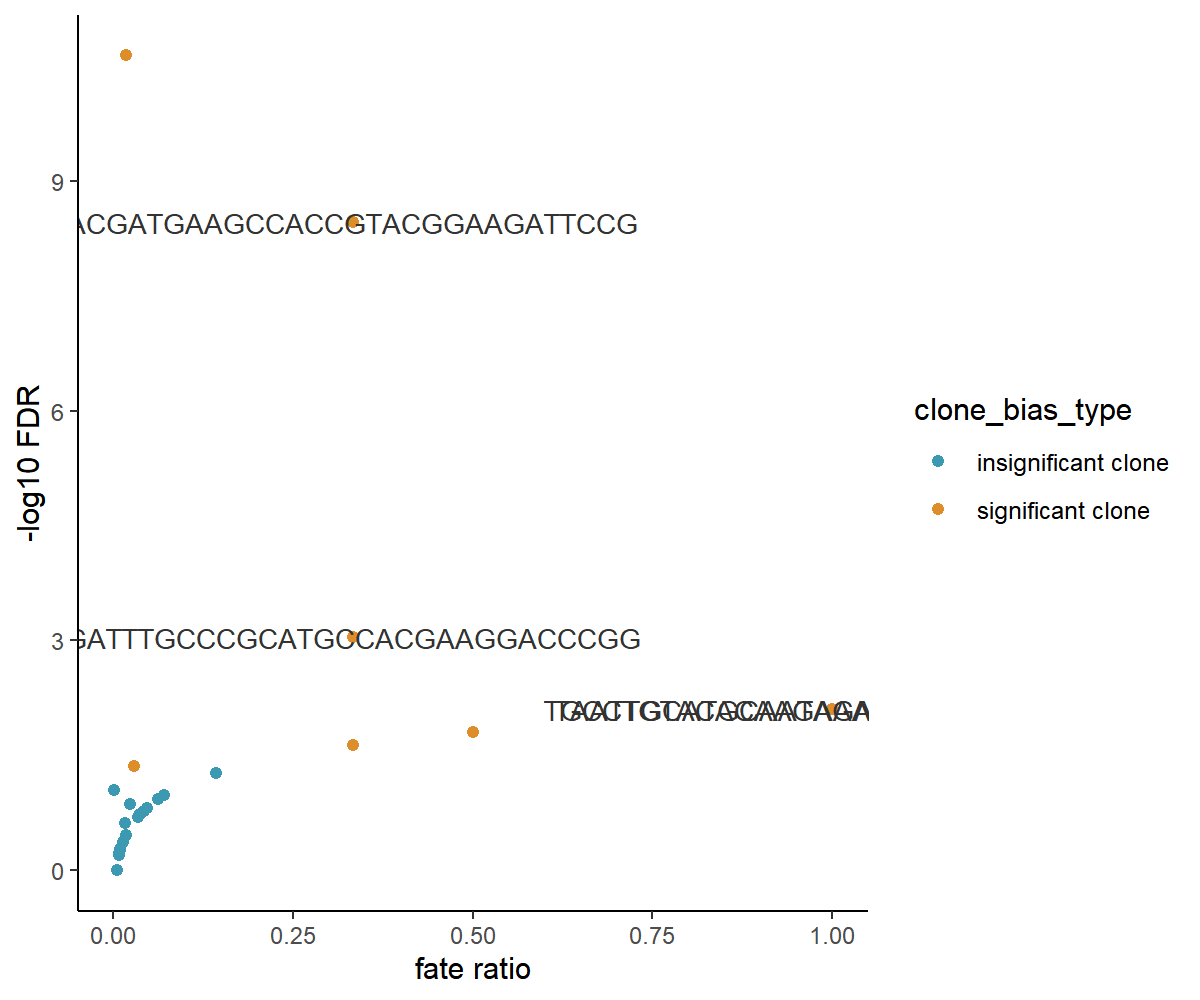 9
ACGATGAAGCCACCGTACGGAAGATTCCG
6
3
GATTTGCCCGCATGCCACGAAGGACCCGG
0
0.00 0.25 0.50 0.75 1.00
fate ratio
-log10 FDR
clone_bias_type
insignificant clone
significant clone